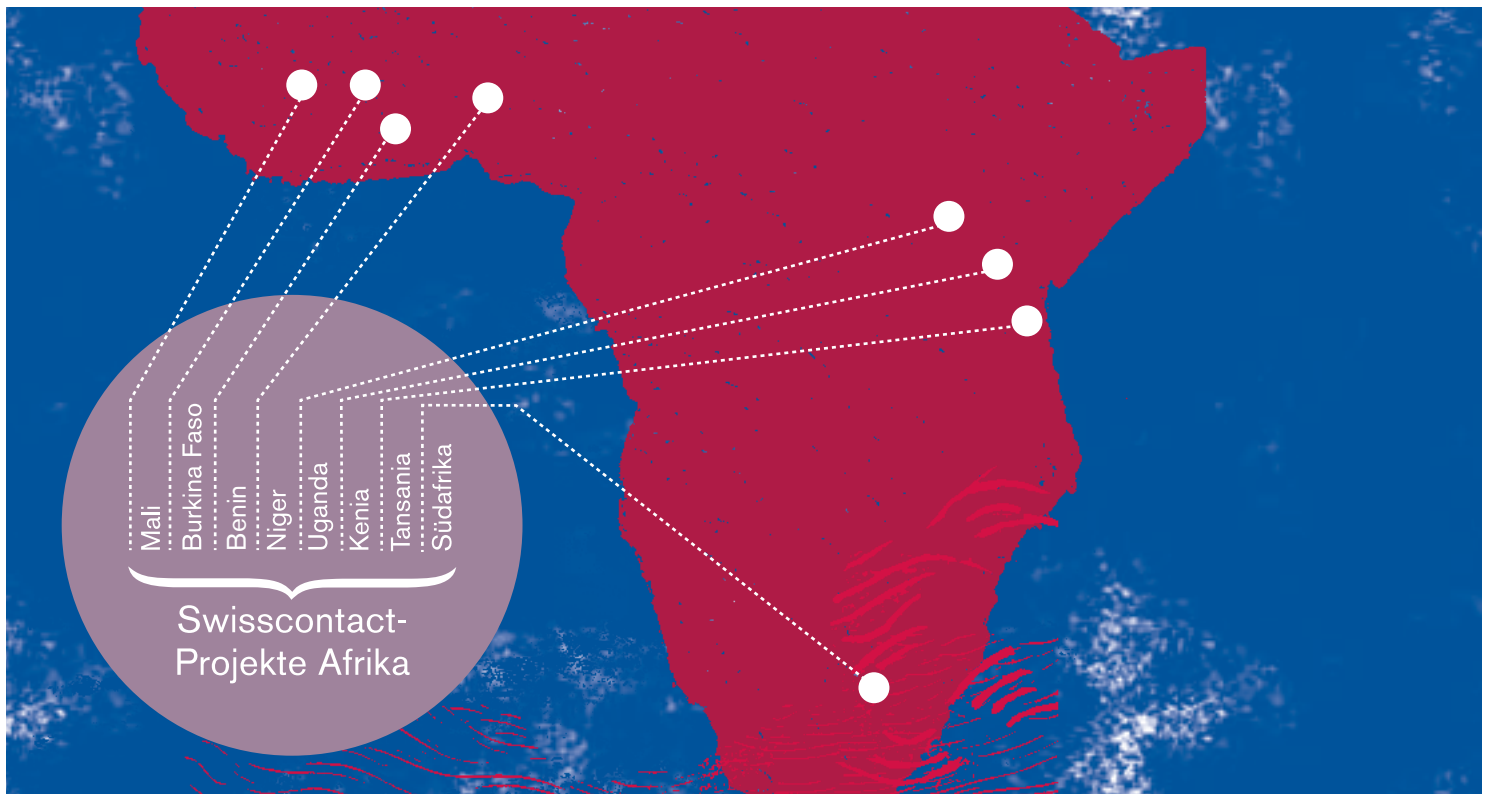 Mali
Burkina Faso
Benin
Niger
Uganda
Kenia
Tansania
Südafrika
Swisscontact-
Projekte Afrika